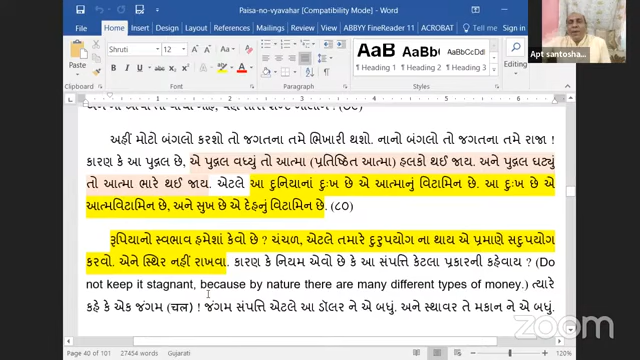 Paisa-no-vyavahar [Compatibility Mode] - Word
File Home Insert Design Layout References Mailings Review View ABBYY FineReader 11 ACROBAT Tell me Share
Shruti 12
Paste
AaB AaBb( AaBbCcDdI
Heading 1 Heading 2 Heading 3
Editing
Clipboard Font Paragraph Styles
Apt santosha...
અહીં મોટો બંગલો કરશો તો જગતના તમે ભિખારી થશો. નાનો બંગલો તો જગતના તમે રાજા !
કારણ કે આ પુદ્ગલ છે, એ પુદ્ગલ વધ્યું તો આત્મા (પ્રતિષ્ઠિત આત્મા) હલકો થઈ જાય. અને પુદ્ગલ ઘટ્યું
તો આત્મા ભારે થઈ જાય. એટલે આ દુનિયાનાં દુઃખ છે એ આત્માનું વિટામિન છે. આ દુઃખ છે એ
આત્મવિટામિન છે, અને સુખ છે એ દેહનું વિટામિન છે. (૮૦)
રૂપિયાનો સ્વભાવ હંમેશાં કેવો છે ? ચંચળ, એટલે તમારે દુરુપયોગ ના થાય એ પ્રમાણે સદુપયોગ
કરવો. એને સ્થિર નહીં રાખવા. કારણ કે નિયમ એવો છે કે આ સંપત્તિ કેટલા પ્રકારની કહેવાય ? (Do
not keep it stagnant, because by nature there are many different types of money.) ત્યારે
કહે કે એક જંગમ (चल) ! જંગમ સંપત્તિ એટલે આ ડૉલર ને એ બધું. અને સ્થાવર તે મકાન ને એ બધું.
zoom
Page 40 of 101 27454 words Gujarati 120%